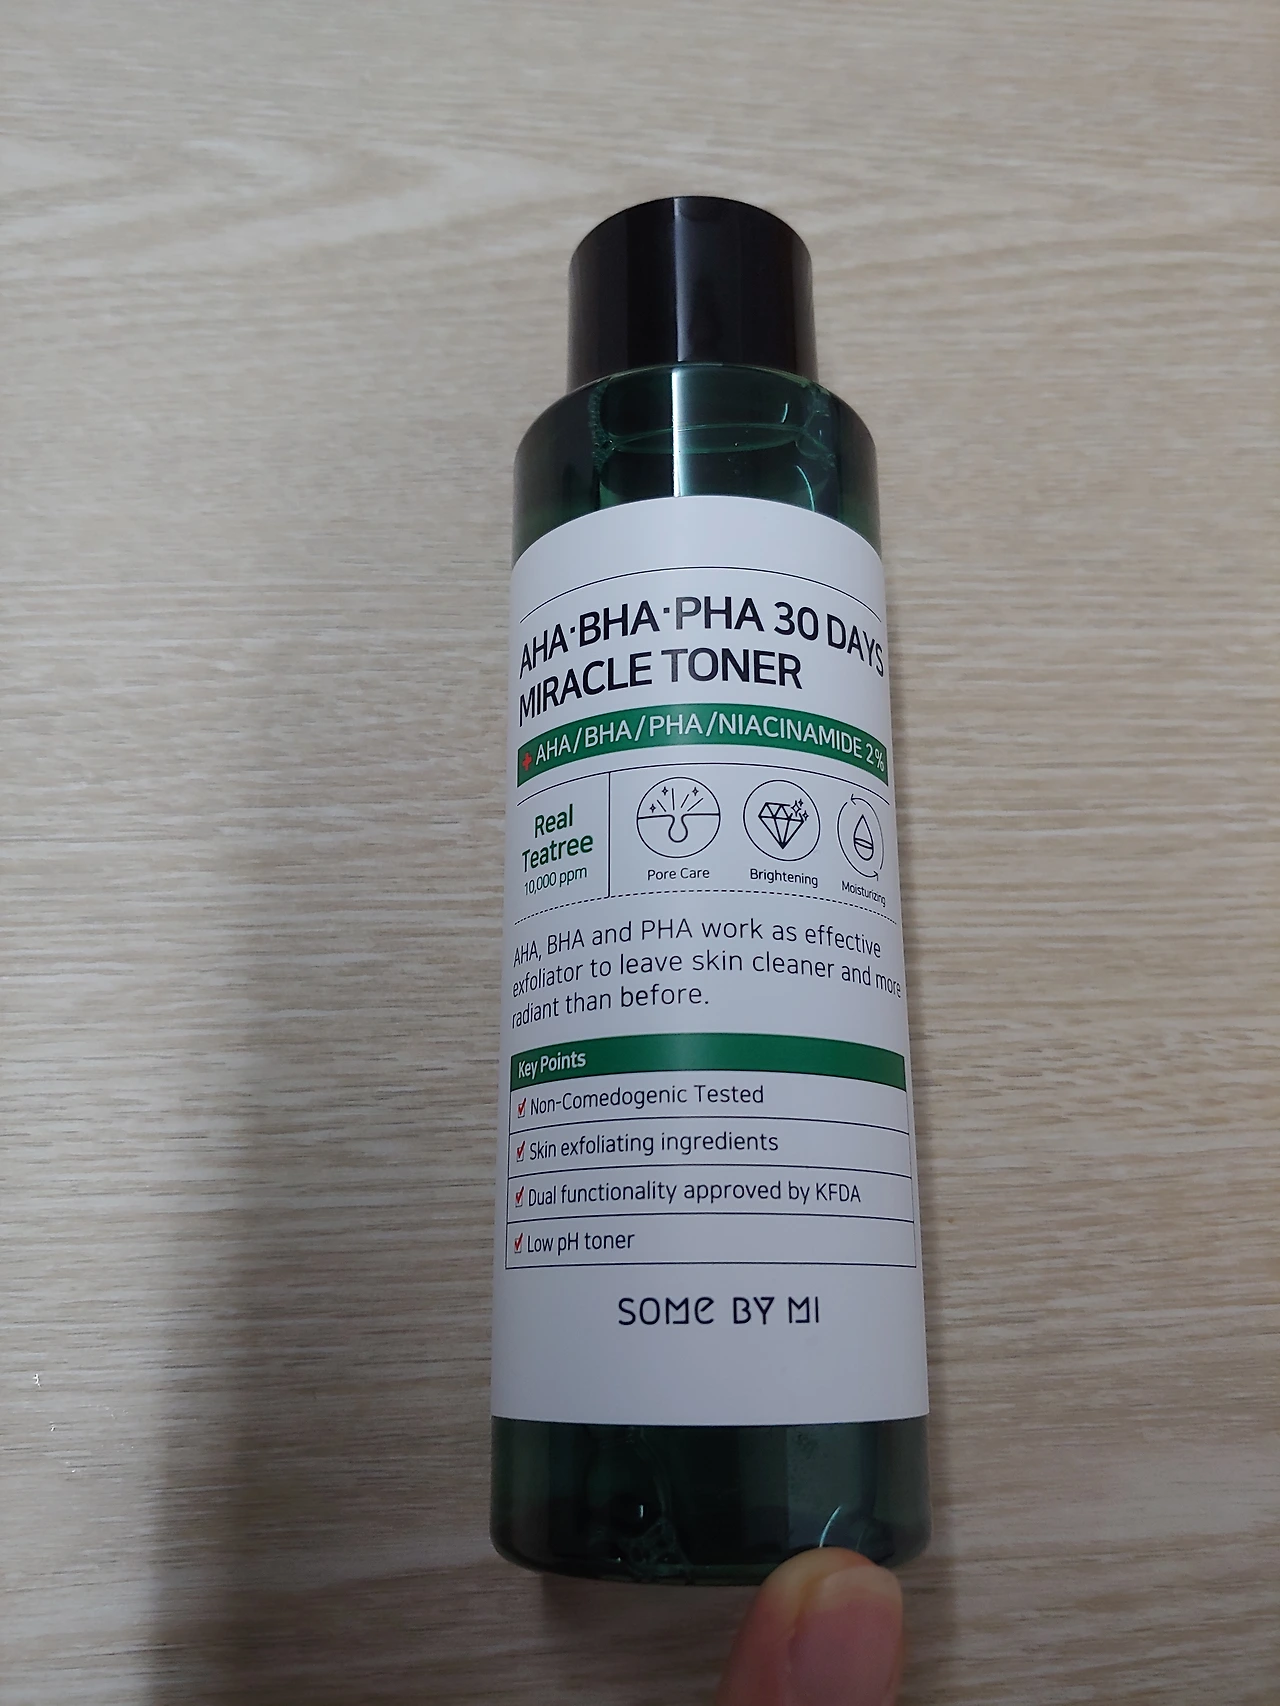 AHA·BHA·PHA 30 DAYS
MIRACLE TONER
+ AHA/BHA/PHA/NIACINAMIDE 2%
Real
Teatree
10,000 ppm
Pore Care
Brightening
Moisturizing
AHA, BHA and PHA work as effective
exfoliator to leave skin cleaner and more
radiant than before.
Key Points
Non-Comedogenic Tested
Skin exfoliating ingredients
Dual functionality approved by KFDA
Low pH toner
SOME BY MI